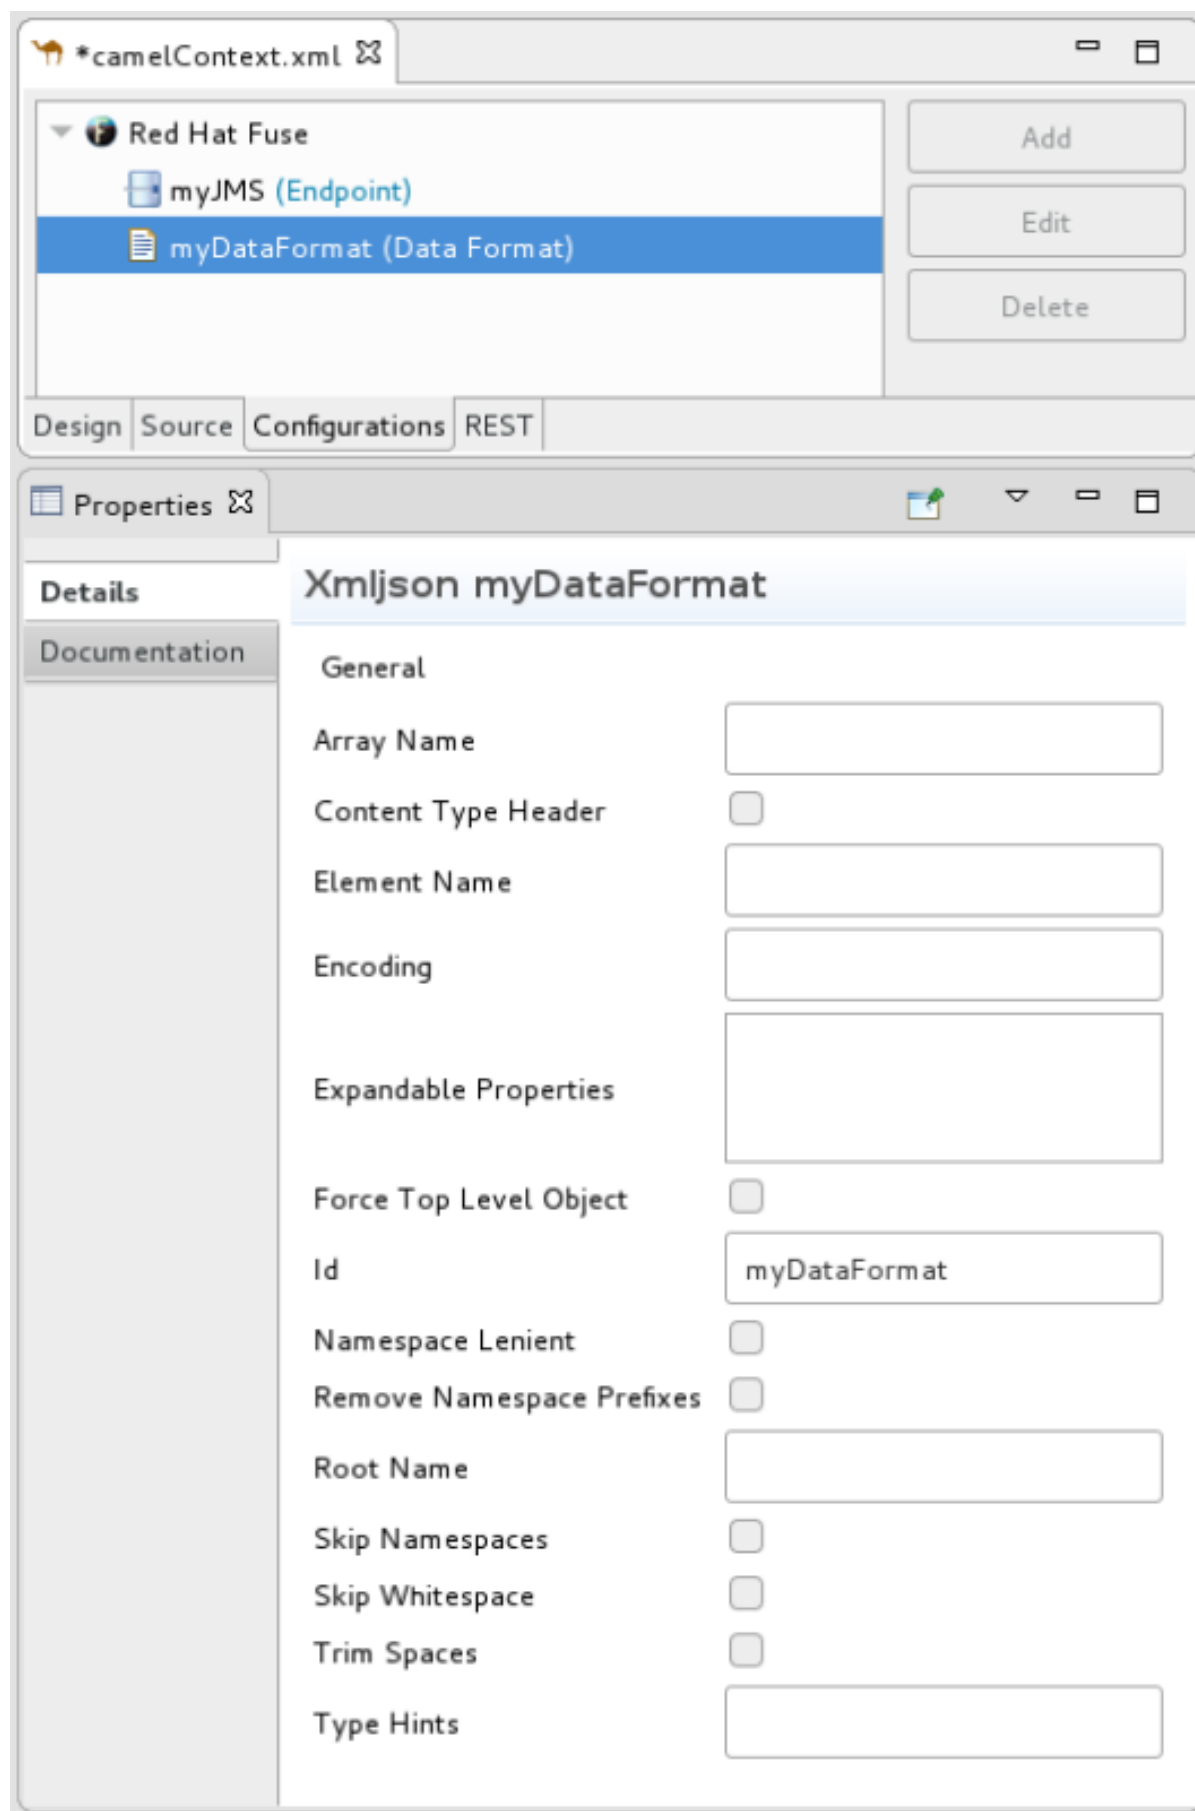 *camelContext.xml
Red Hat Fuse
Add
myJMS (Endpoint)
Edit
myDataFormat (Data Format)
Delete
Design Source Configurations REST
Properties
Details
Xmljson myDataFormat
Documentation
General
Array Name
Content Type Header
Element Name
Encoding
Expandable Properties
Force Top Level Object
Id myDataFormat
Namespace Lenient
Remove Namespace Prefixes
Root Name
Skip Namespaces
Skip Whitespace
Trim Spaces
Type Hints